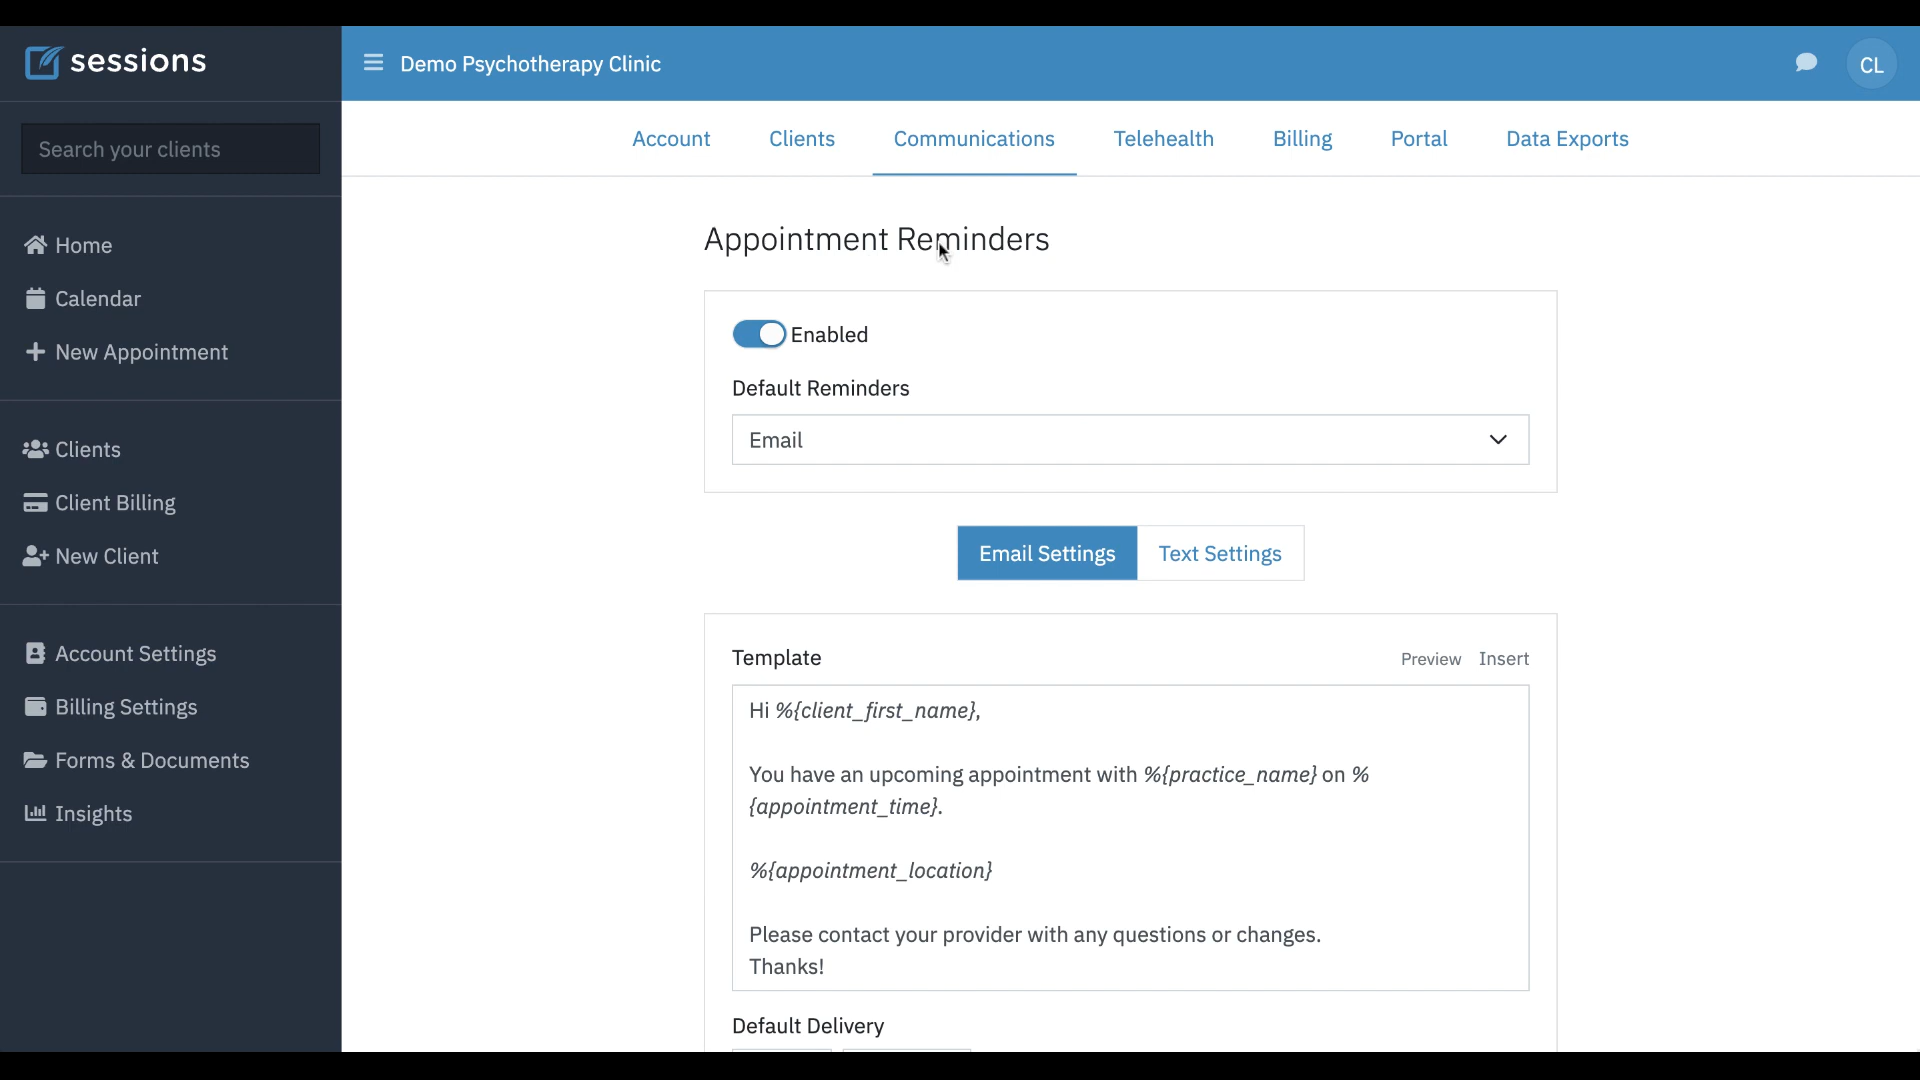 sessions
Demo Psychotherapy Clinic
CL
Search your clients
Account
Clients
Communications
Telehealth
Billing
Portal
Data Exports
Home
Calendar
New Appointment
Clients
Client Billing
New Client
Account Settings
Billing Settings
Forms & Documents
Insights
Appointment Reminders
Enabled
Default Reminders
Email
Email Settings
Text Settings
Template
Preview
Insert
Hi %{client_first_name},
You have an upcoming appointment with %{practice_name} on %
{appointment_time}.
%{appointment_location}
Please contact your provider with any questions or changes.
Thanks!
Default Delivery